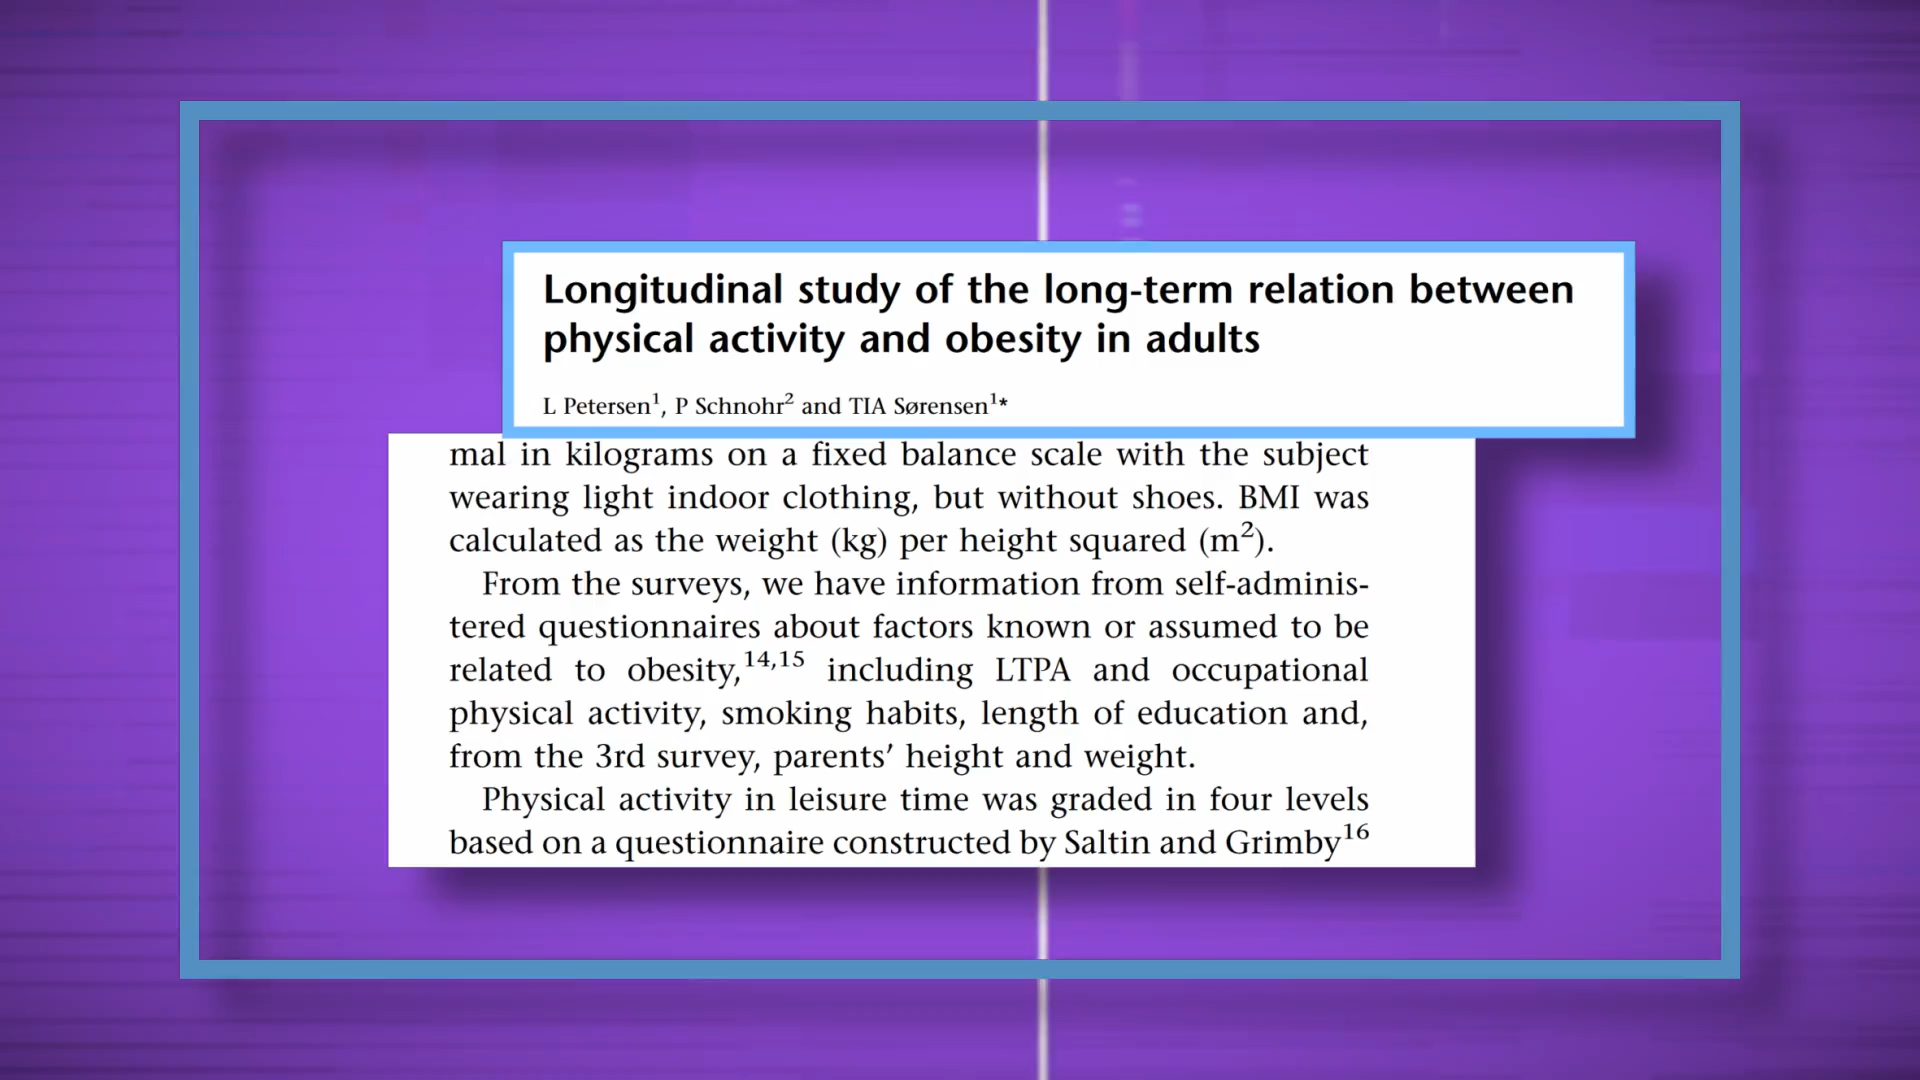 Longitudinal study of the long-term relation between
physical activity and obesity in adults
L Petersen¹, P Schnohr² and TIA Sørensen¹*
mal in kilograms on a fixed balance scale with the subject
wearing light indoor clothing, but without shoes. BMI was
calculated as the weight (kg) per height squared (m²).
From the surveys, we have information from self-adminis-
tered questionnaires about factors known or assumed to be
related to obesity,¹⁴,¹⁵ including LTPA and occupational
physical activity, smoking habits, length of education and,
from the 3rd survey, parents’ height and weight.
Physical activity in leisure time was graded in four levels
based on a questionnaire constructed by Saltin and Grimby¹⁶